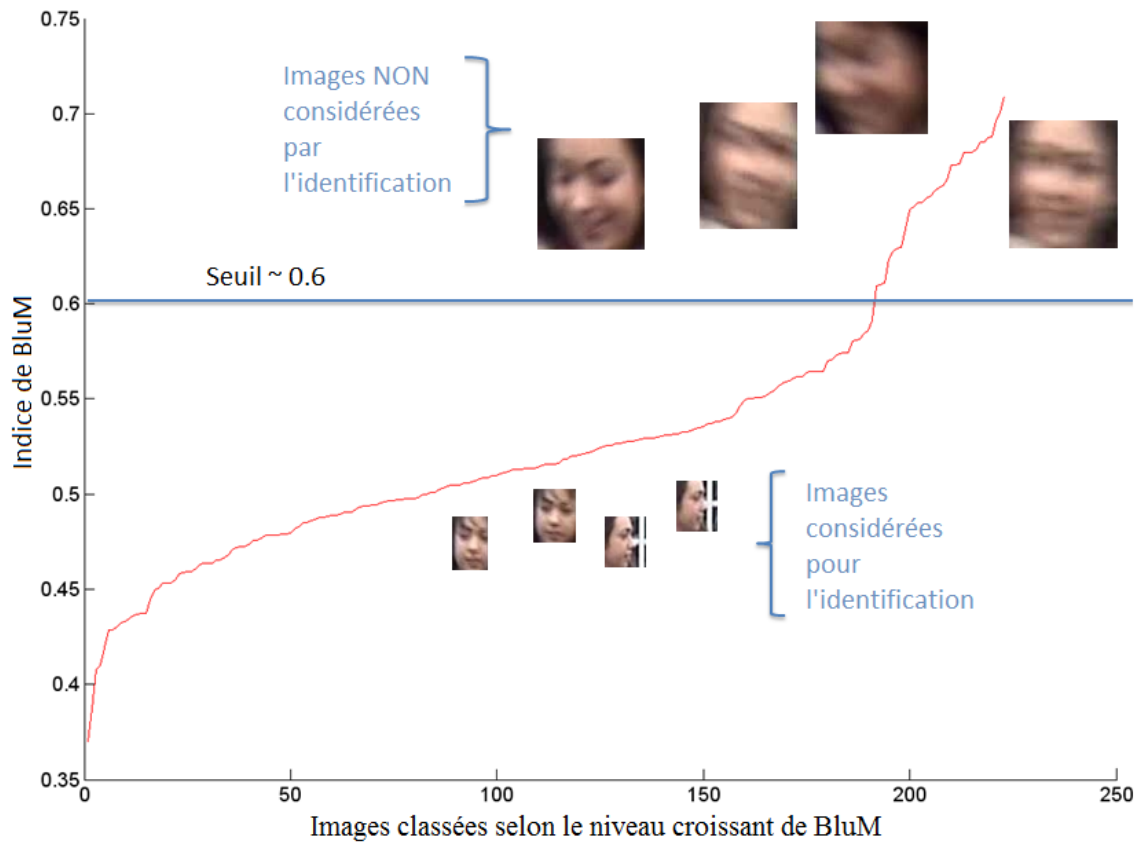 0.75
0.7
0.65
0.6
0.55
0.5
0.45
0.4
0.35
Indice de BluM
Images NON
considérées
par
l'identification
Seuil ~ 0.6
Images
considérées
pour
l'identification
0
50
100
150
200
250
Images classées selon le niveau croissant de BluM